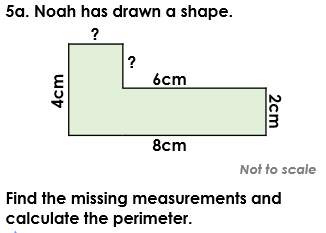 5a. Noah has drawn a shape.
?
?
6cm
4cm
2cm
8cm
Not to scale
Find the missing measurements and
calculate the perimeter.